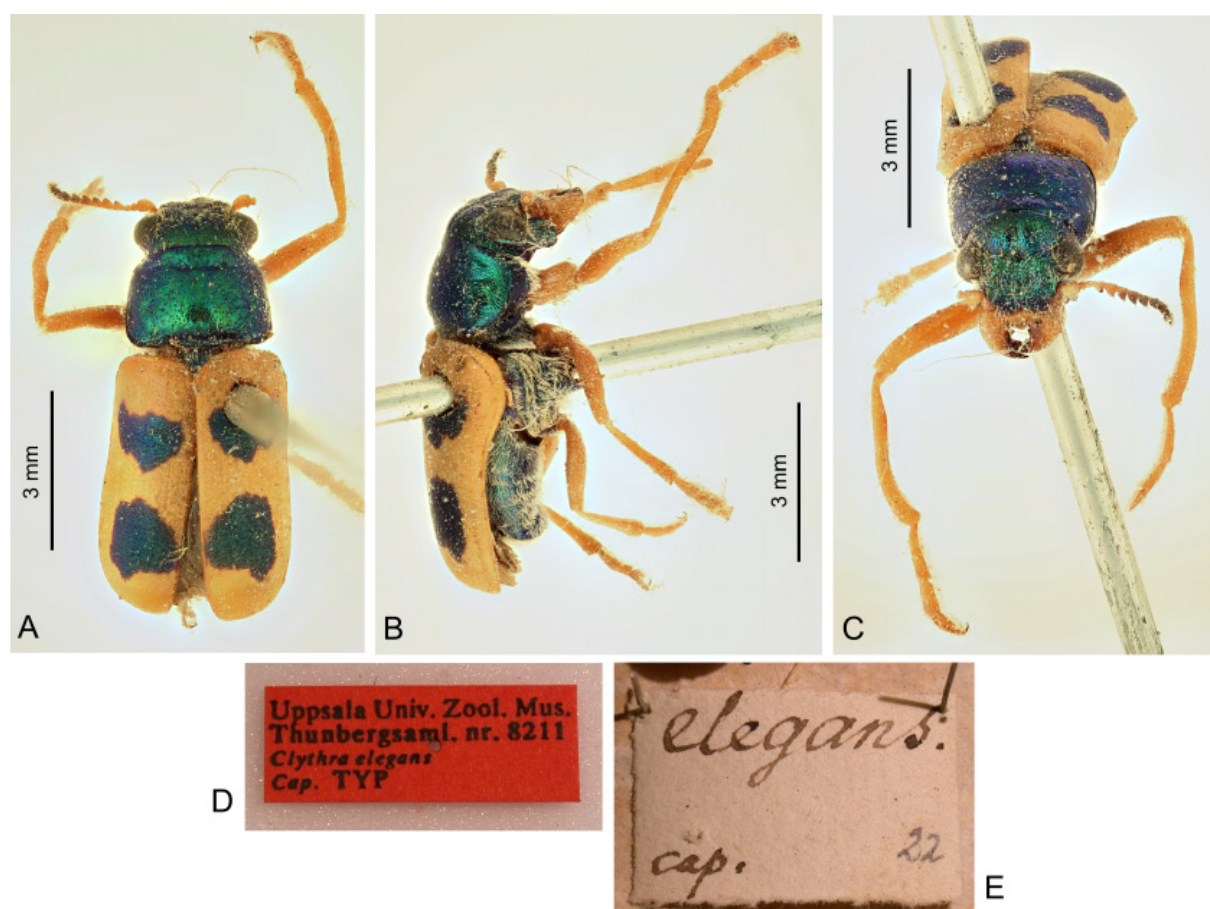 3 mm
A
3 mm
B
3 mm
C
Uppsala Univ. Zool. Mus.
Thunbergsaml. nr. 8211
Clythra elegans
Cap. TYP
D
elegans.
cap.
22
E